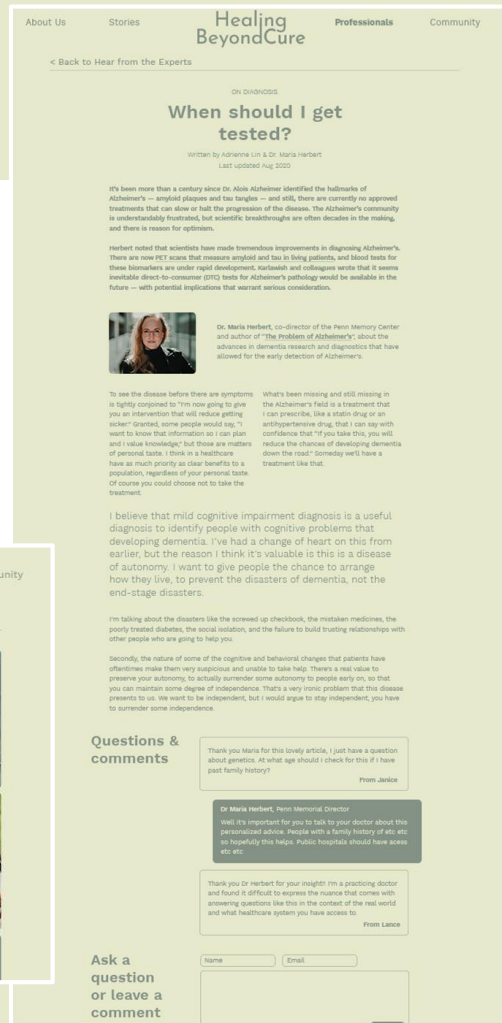 About Us
Stories
Healing
BeyondCure
Professionals
Community
< Back to Hear from the Experts
ON DIAGNOSIS
When should I get
tested?
Written by Adrienne Lin & Dr. Maria Herbert
Last updated Aug 2020
It's been more than a century since Dr. Alois Alzheimer identified the hallmarks of
Alzheimer's — amyloid plaques and tau tangles — and still, there are currently no approved
treatments that can slow or halt the progression of the disease. The Alzheimer's community
is understandably frustrated, but scientific breakthroughs are often decades in the making,
and there is reason for optimism.
Herbert noted that scientists have made tremendous improvements in diagnosing Alzheimer's.
There are now PET scans that measure amyloid and tau in living patients, and blood tests for
these biomarkers are under rapid development. Karlawish and colleagues wrote that it seems
inevitable direct-to-consumer (DTC) tests for Alzheimer's pathology would be available in the
future — with potential implications that warrant serious consideration.
Dr. Maria Herbert, co-director of the Penn Memory Center
and author of "The Problem of Alzheimer's", about the
advances in dementia research and diagnostics that have
allowed for the early detection of Alzheimer's.
To see the disease before there are symptoms
is tightly conjoined to "I'm now going to give
you an intervention that will reduce getting
sicker." Granted, some people would say, "I
want to know that information so I can plan
and I value knowledge," but those are matters
of personal taste. I think in a healthcare
have as much priority as clear benefits to a
population, regardless of your personal taste.
Of course you could choose not to take the
treatment.
What's been missing and still missing in
the Alzheimer's field is a treatment that
I can prescribe, like a statin drug or an
antihypertensive drug, that I can say with
confidence that "If you take this, you will
reduce the chances of developing dementia
down the road." Someday we'll have a
treatment like that.
I believe that mild cognitive impairment diagnosis is a useful
diagnosis to identify people with cognitive problems that
developing dementia. I've had a change of heart on this from
earlier, but the reason I think it's valuable is this is a disease
of autonomy. I want to give people the chance to arrange
how they live, to prevent the disasters of dementia, not the
end-stage disasters.
I'm talking about the disasters like the screwed up checkbook, the mistaken medicines, the
poorly treated diabetes, the social isolation, and the failure to build trusting relationships with
other people who are going to help you.
Secondly, the nature of some of the cognitive and behavioral changes that patients have
oftentimes make them very suspicious and unable to take help. There's a real value to
preserve your autonomy, to actually surrender some autonomy to people early on, so that
you can maintain some degree of independence. That's a very ironic problem that this disease
presents to us. We want to be independent, but I would argue to stay independent, you have
to surrender some independence.
Questions &
comments
Thank you Maria for this lovely article, I just have a question
about genetics. At what age should I check for this if I have
past family history?
From Janice
Dr Maria Herbert, Penn Memorial Director
Well it's important for you to talk to your doctor about this
personalized advice. People with a family history of etc etc
so hopefully this helps. Public hospitals should have acess
etc etc
Thank you Dr Herbert for your insight! I'm a practicing doctor
and found it difficult to express the nuance that comes with
answering questions like this in the context of the real world
and what healthcare system you have access to.
From Lance
Ask a
question
or leave a
comment
Name
Email
unity